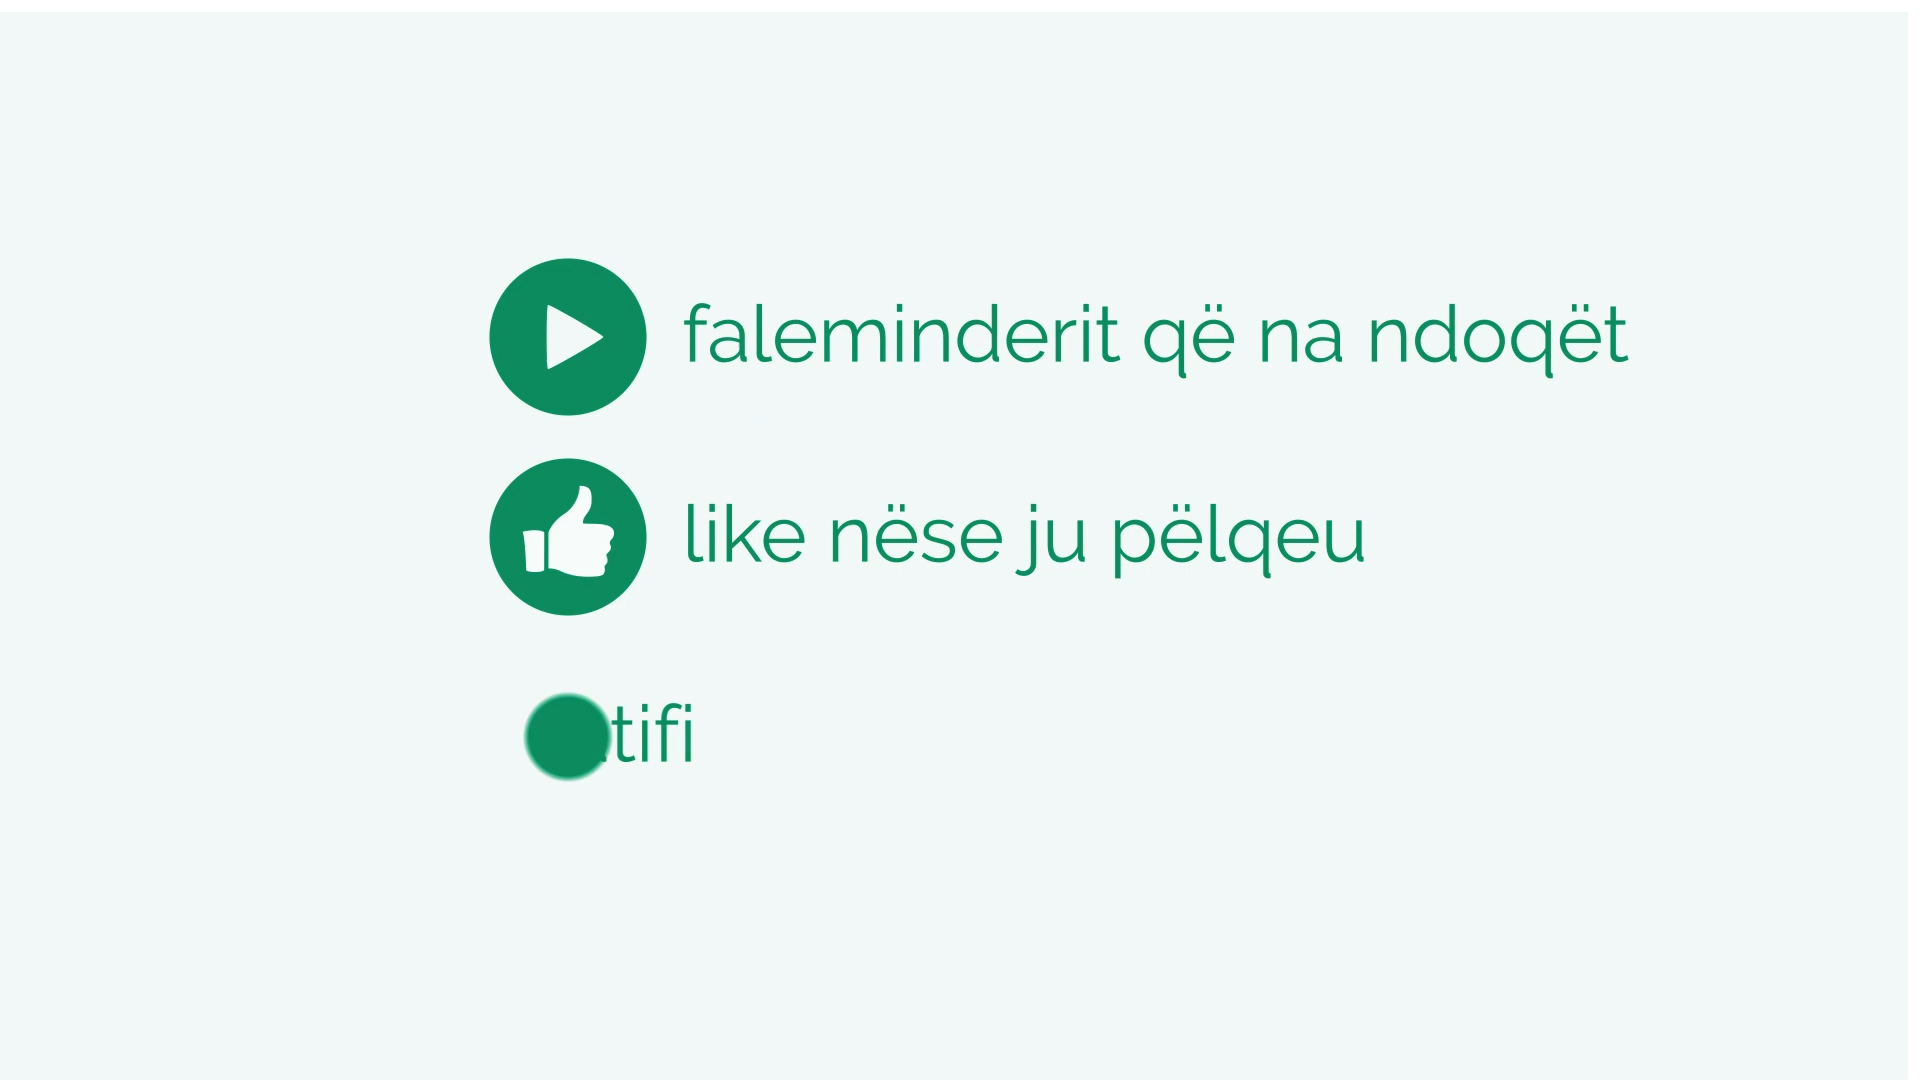 faleminderit që na ndoqët
like nëse ju pëlqeu
tifi